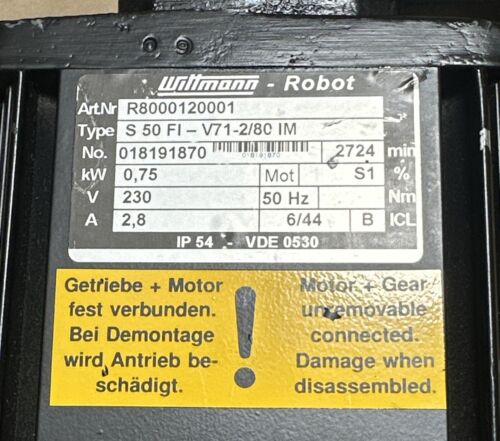 Wittmann - Robot
Art.Nr R8000120001
Type S 50 FI - V71-2/80 IM
No. 018191870 018191870 2724 min
kW 0,75 Mot S1 %
V 230 50 Hz Nm
A 2,8 6/44 B ICL
IP 54 - VDE 0530
Getriebe + Motor
fest verbunden.
Bei Demontage
wird Antrieb be-
schädigt.
!
Motor + Gear
unremovable
connected.
Damage when
disassembled.